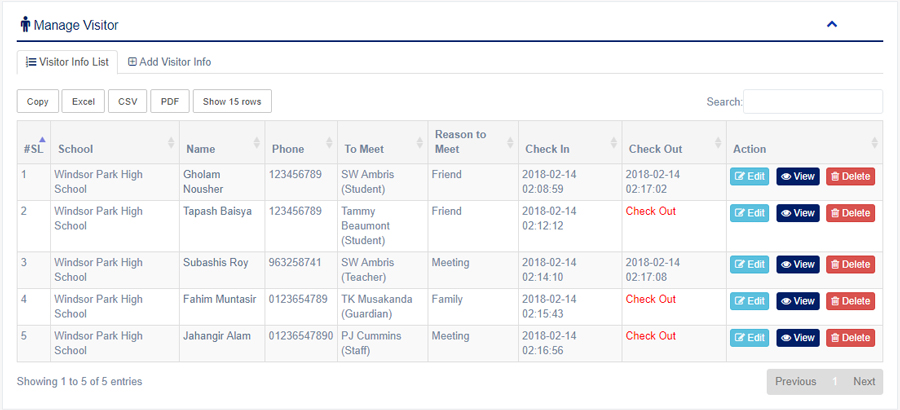 Manage Visitor
Visitor Info List Add Visitor Info
Copy Excel CSV PDF Show 15 rows Search:
#SL School Name Phone To Meet Reason to Meet Check In Check Out Action
1 Windsor Park High School Gholam Nousher 123456789 SW Ambris (Student) Friend 2018-02-14 02:08:59 2018-02-14 02:17:02 Edit View Delete
2 Windsor Park High School Tapash Baisya 123456789 Tammy Beaumont (Student) Friend 2018-02-14 02:12:12 Check Out Edit View Delete
3 Windsor Park High School Subashis Roy 963258741 SW Ambris (Teacher) Meeting 2018-02-14 02:14:10 2018-02-14 02:17:08 Edit View Delete
4 Windsor Park High School Fahim Muntasir 0123654789 TK Musakanda (Guardian) Family 2018-02-14 02:15:43 Check Out Edit View Delete
5 Windsor Park High School Jahangir Alam 01236547890 PJ Cummins (Staff) Meeting 2018-02-14 02:16:56 Check Out Edit View Delete
Showing 1 to 5 of 5 entries Previous 1 Next